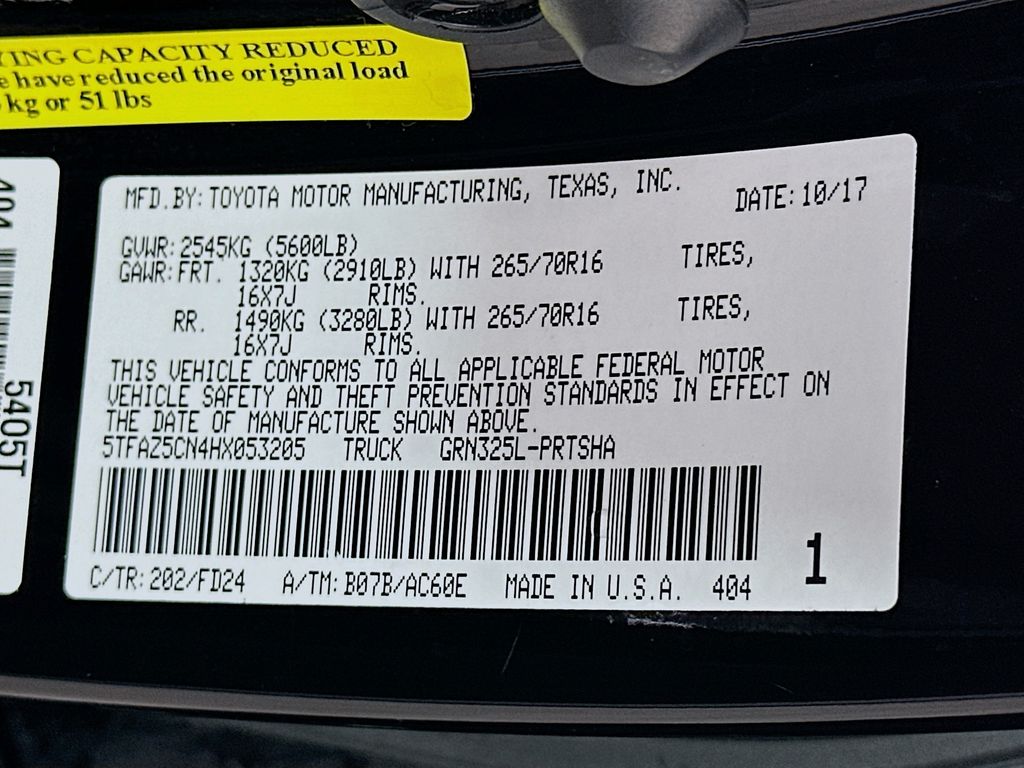 YING CAPACITY REDUCED
e have reduced the original load
kg or 51 lbs
404
5405T
MFD.BY: TOYOTA MOTOR MANUFACTURING, TEXAS, INC. DATE: 10/17
GVWR: 2545KG (5600LB)
GAWR: FRT. 1320KG (2910LB) WITH 265/70R16 TIRES,
16X7J RIMS.
RR. 1490KG (3280LB) WITH 265/70R16 TIRES,
16X7J RIMS.
THIS VEHICLE CONFORMS TO ALL APPLICABLE FEDERAL MOTOR
VEHICLE SAFETY AND THEFT PREVENTION STANDARDS IN EFFECT ON
THE DATE OF MANUFACTURE SHOWN ABOVE.
5TFAZ5CN4HX053205 TRUCK GRN325L-PRTSHA
C/TR: 202/FD24 A/TM: B07B/AC60E MADE IN U.S.A. 404
1